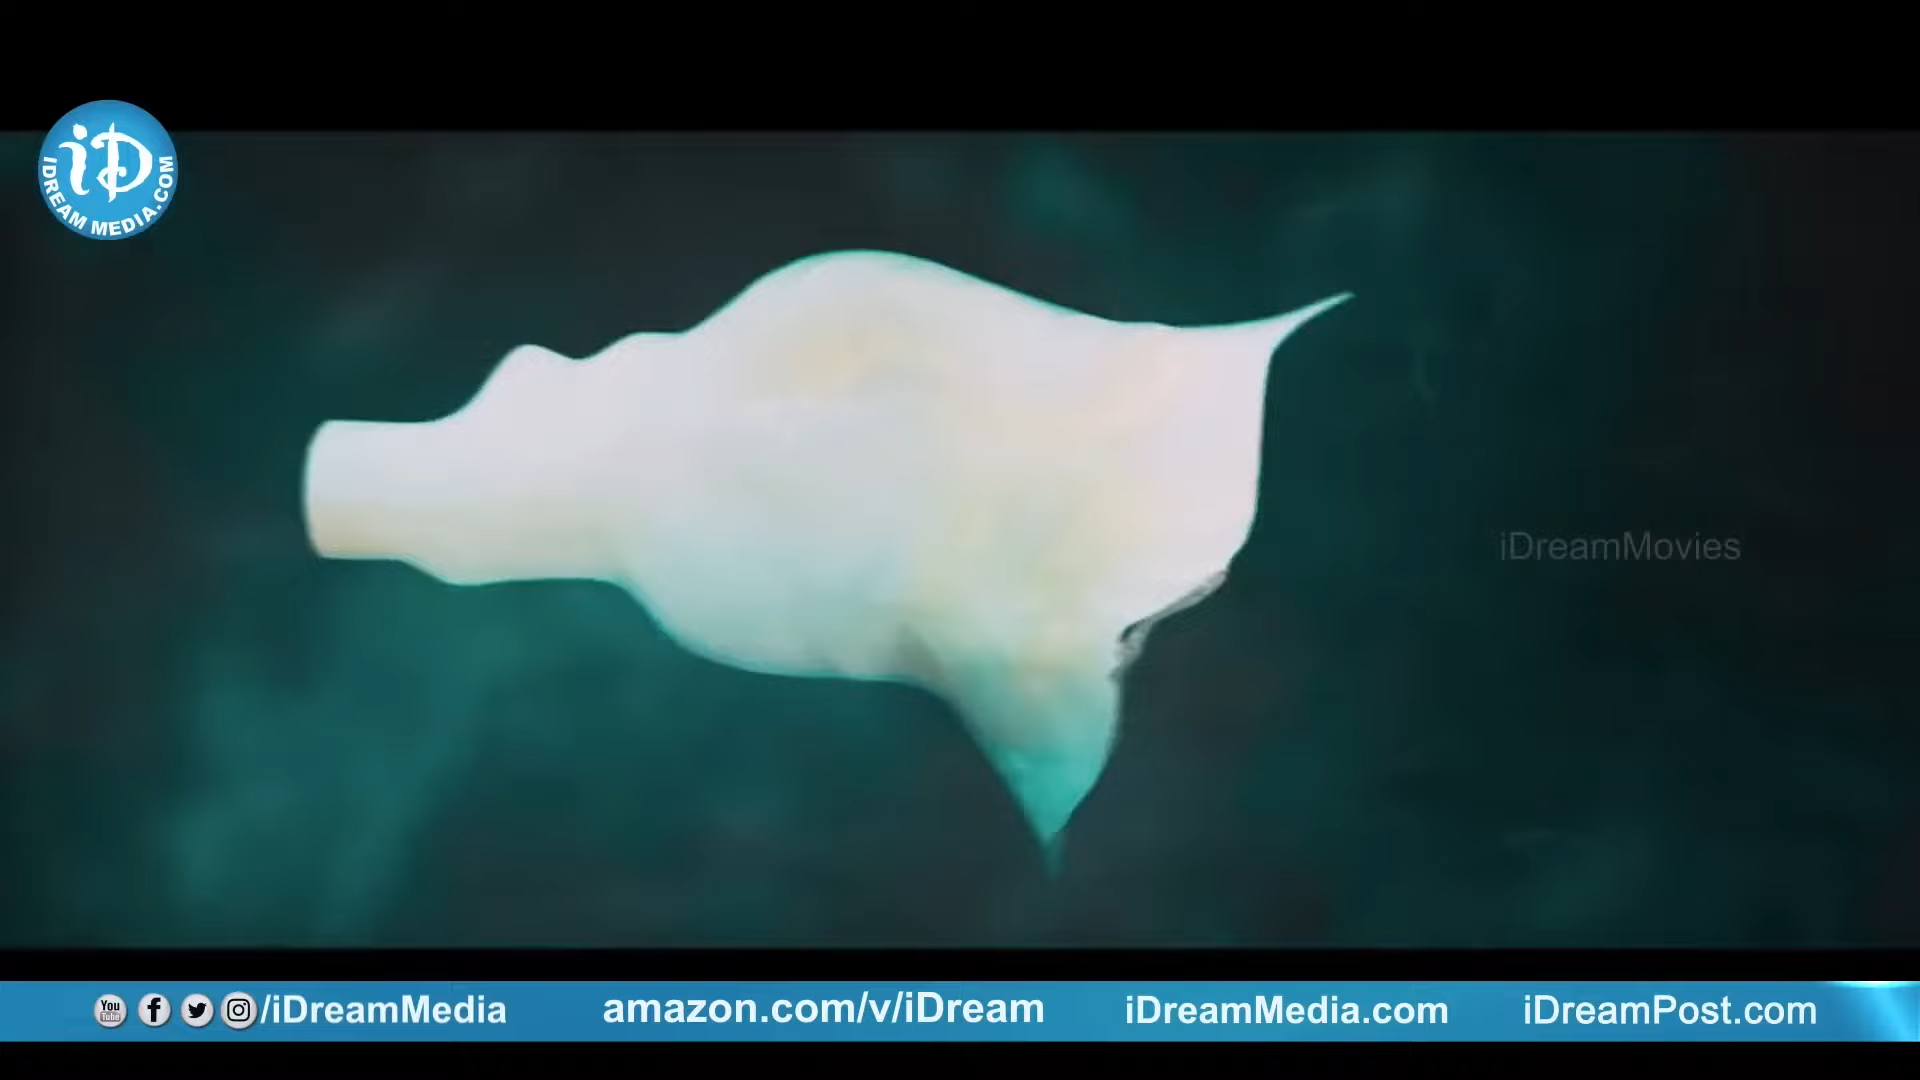 iD
IDREAM MEDIA.COM
iDreamMovies
You Tube f /iDreamMedia amazon.com/v/iDream iDreamMedia.com iDreamPost.com